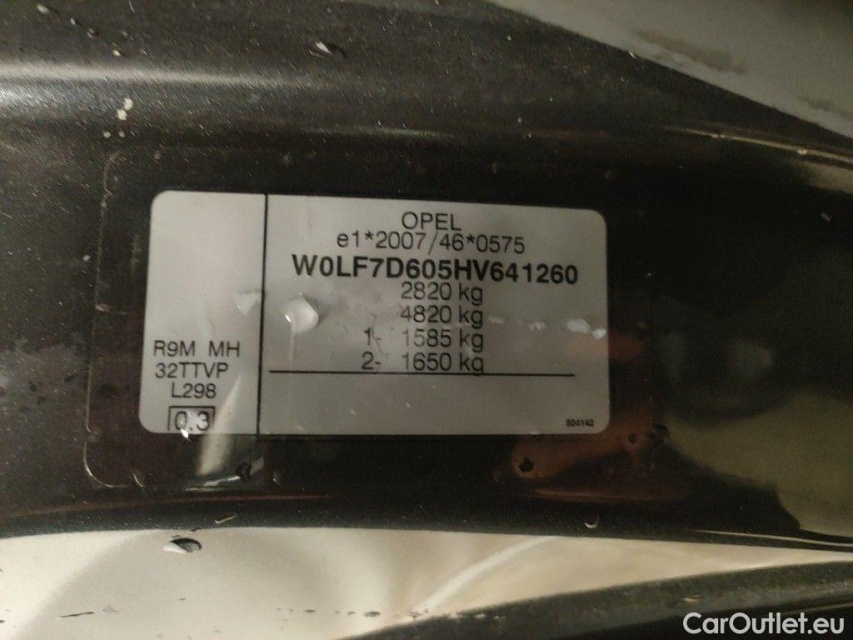 OPEL
e1*2007/46*0575
W0LF7D605HV641260
2820 kg
4820 kg
1- 1585 kg
2- 1650 kg
R9M MH
32TTVP
L298
0.3
504142
CarOutlet.eu